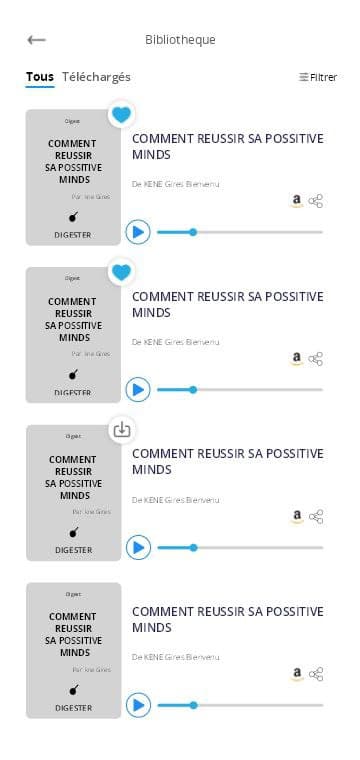 Bibliotheque
Tous Téléchargés
Filtrer
Digest
COMMENT
REUSSIR
SA POSSITIVE
MINDS
Par kne Gires
DIGESTER
COMMENT REUSSIR SA POSSITIVE
MINDS
De KENE Gires Bienvenu
a
Digest
COMMENT
REUSSIR
SA POSSITIVE
MINDS
Par kne Gires
DIGESTER
COMMENT REUSSIR SA POSSITIVE
MINDS
De KENE Gires Bienvenu
a
Digest
COMMENT
REUSSIR
SA POSSITIVE
MINDS
Par kne Gires
DIGESTER
COMMENT REUSSIR SA POSSITIVE
MINDS
De KENE Gires Bienvenu
a
Digest
COMMENT
REUSSIR
SA POSSITIVE
MINDS
Par kne Gires
DIGESTER
COMMENT REUSSIR SA POSSITIVE
MINDS
De KENE Gires Bienvenu
a